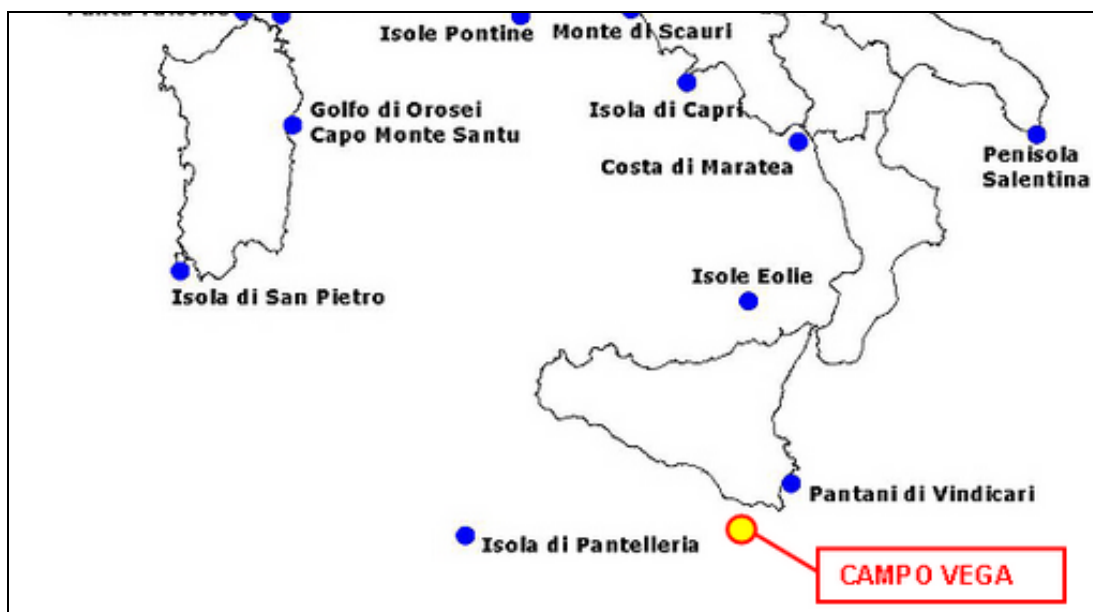 Isole Pontine
Monte di Scauri
Golfo di Orosei
Capo Monte Santu
Isola di Capri
Costa di Maratea
Penisola
Salentina
Isola di San Pietro
Isole Eolie
Pantani di Vindicari
Isola di Pantelleria
CAMPO VEGA